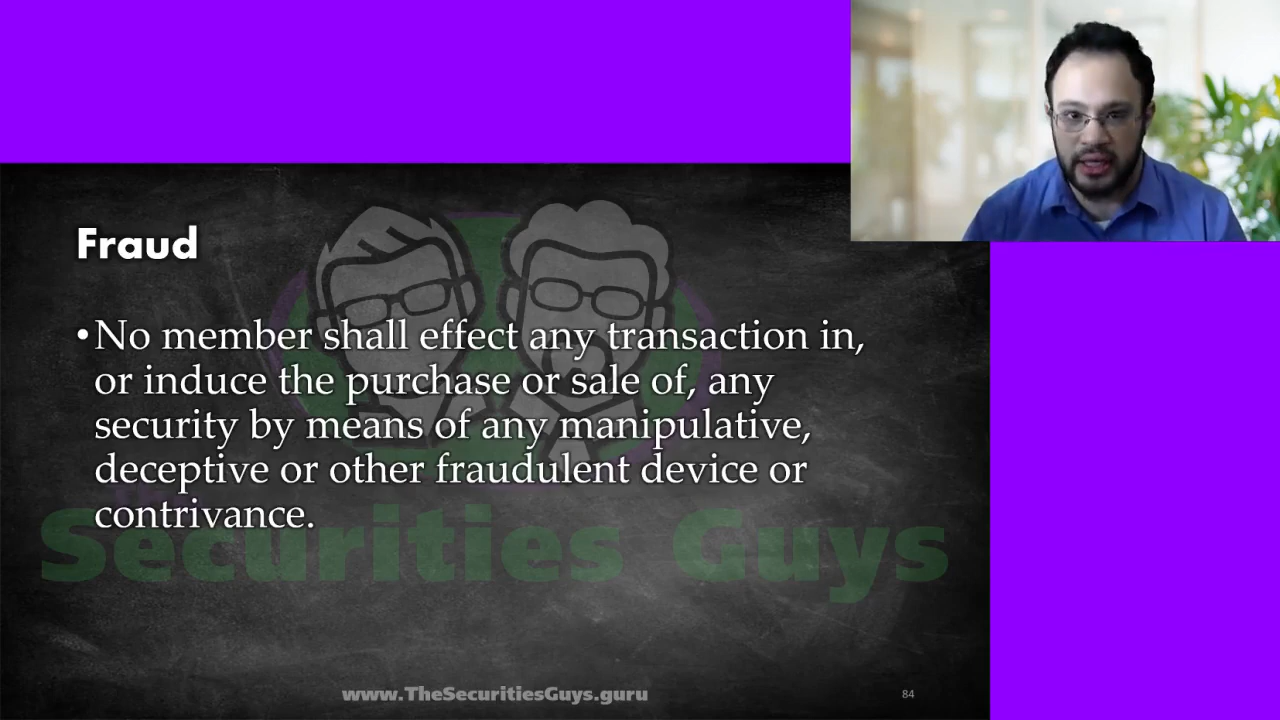 Fraud
•No member shall effect any transaction in,
or induce the purchase or sale of, any
security by means of any manipulative,
deceptive or other fraudulent device or
contrivance.
Securities Guys
www.TheSecuritiesGuys.guru
84